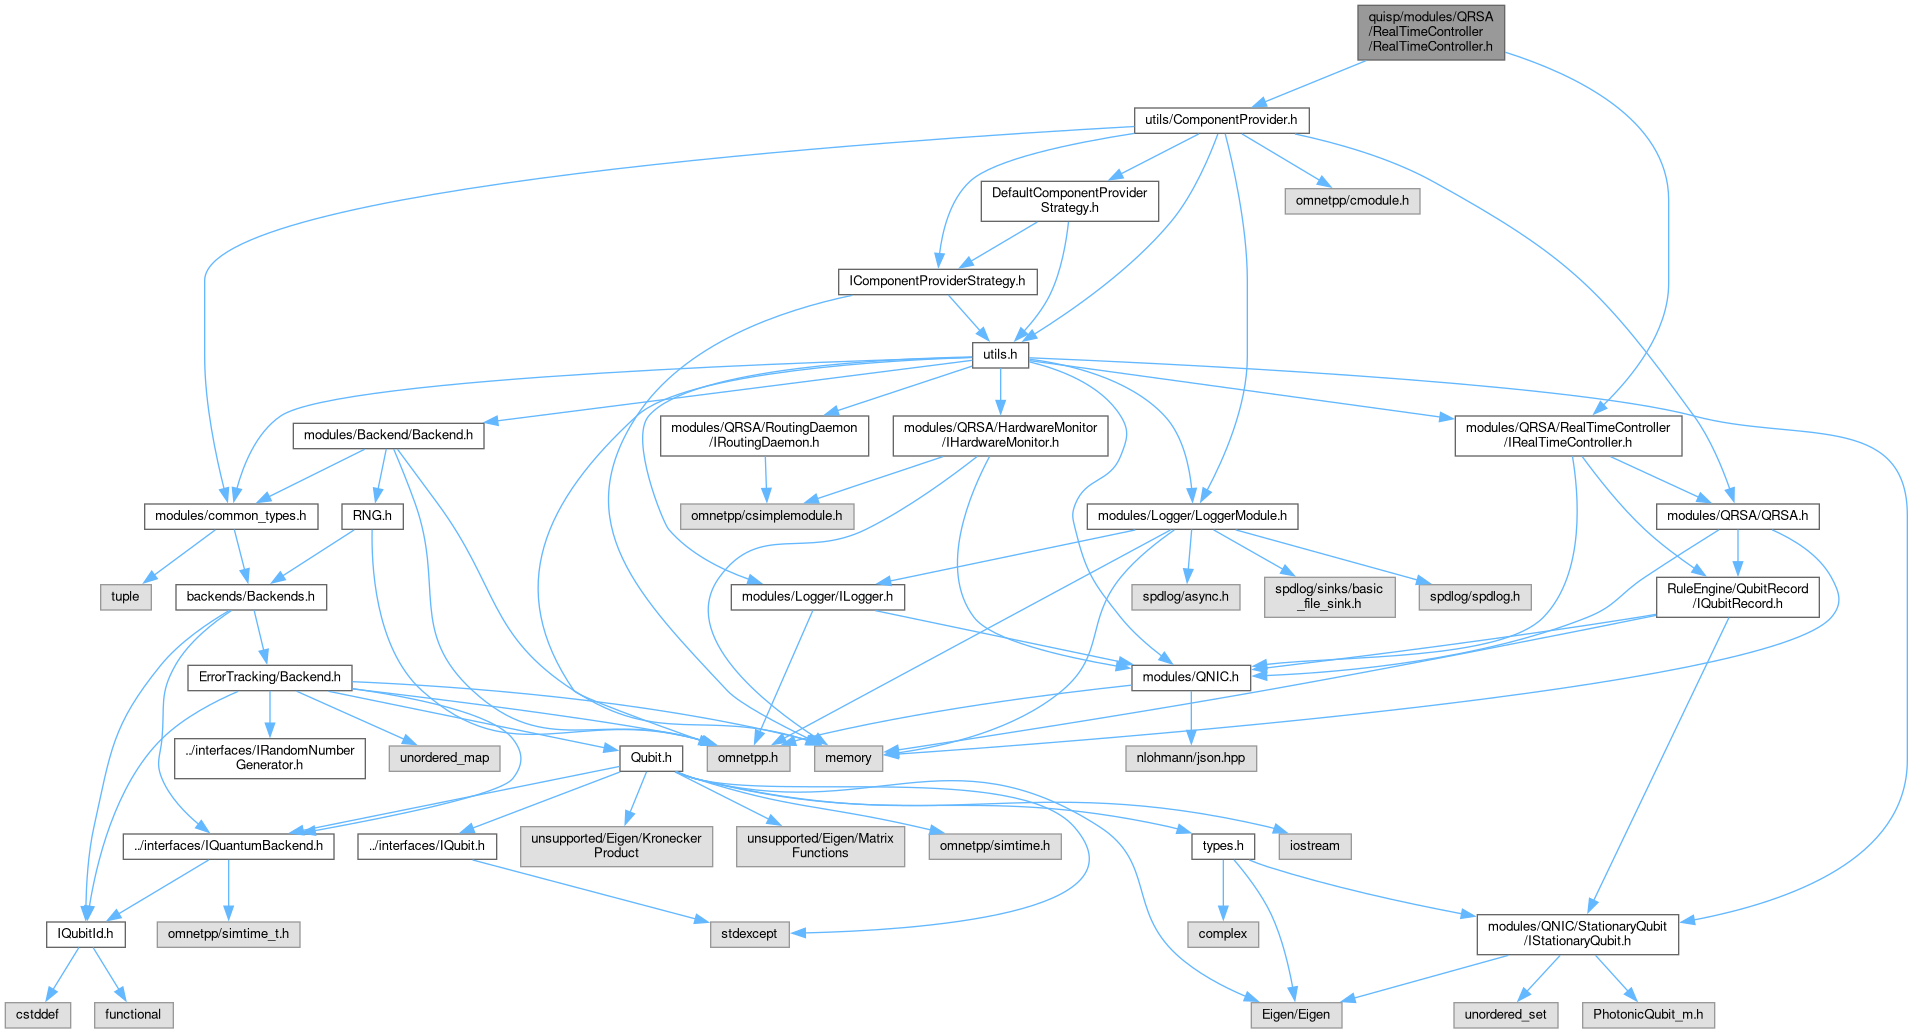 quisp/modules/QRSA
/RealTimeController
/RealTimeController.h
utils/ComponentProvider.h
DefaultComponentProvider
Strategy.h
omnetpp/cmodule.h
IComponentProviderStrategy.h
utils.h
modules/Backend/Backend.h
modules/QRSA/RoutingDaemon
/IRoutingDaemon.h
modules/QRSA/HardwareMonitor
/IHardwareMonitor.h
modules/QRSA/RealTimeController
/IRealTimeController.h
modules/common_types.h
RNG.h
omnetpp/csimplemodule.h
modules/Logger/LoggerModule.h
modules/QRSA/QRSA.h
tuple
backends/Backends.h
modules/Logger/ILogger.h
spdlog/async.h
spdlog/sinks/basic
_file_sink.h
spdlog/spdlog.h
RuleEngine/QubitRecord
/IQubitRecord.h
ErrorTracking/Backend.h
modules/QNIC.h
../interfaces/IRandomNumber
Generator.h
unordered_map
Qubit.h
omnetpp.h
memory
nlohmann/json.hpp
../interfaces/IQuantumBackend.h
../interfaces/IQubit.h
unsupported/Eigen/Kronecker
Product
unsupported/Eigen/Matrix
Functions
omnetpp/simtime.h
types.h
iostream
IQubitId.h
omnetpp/simtime_t.h
stdexcept
complex
modules/QNIC/StationaryQubit
/IStationaryQubit.h
cstddef
functional
Eigen/Eigen
unordered_set
PhotonicQubit_m.h